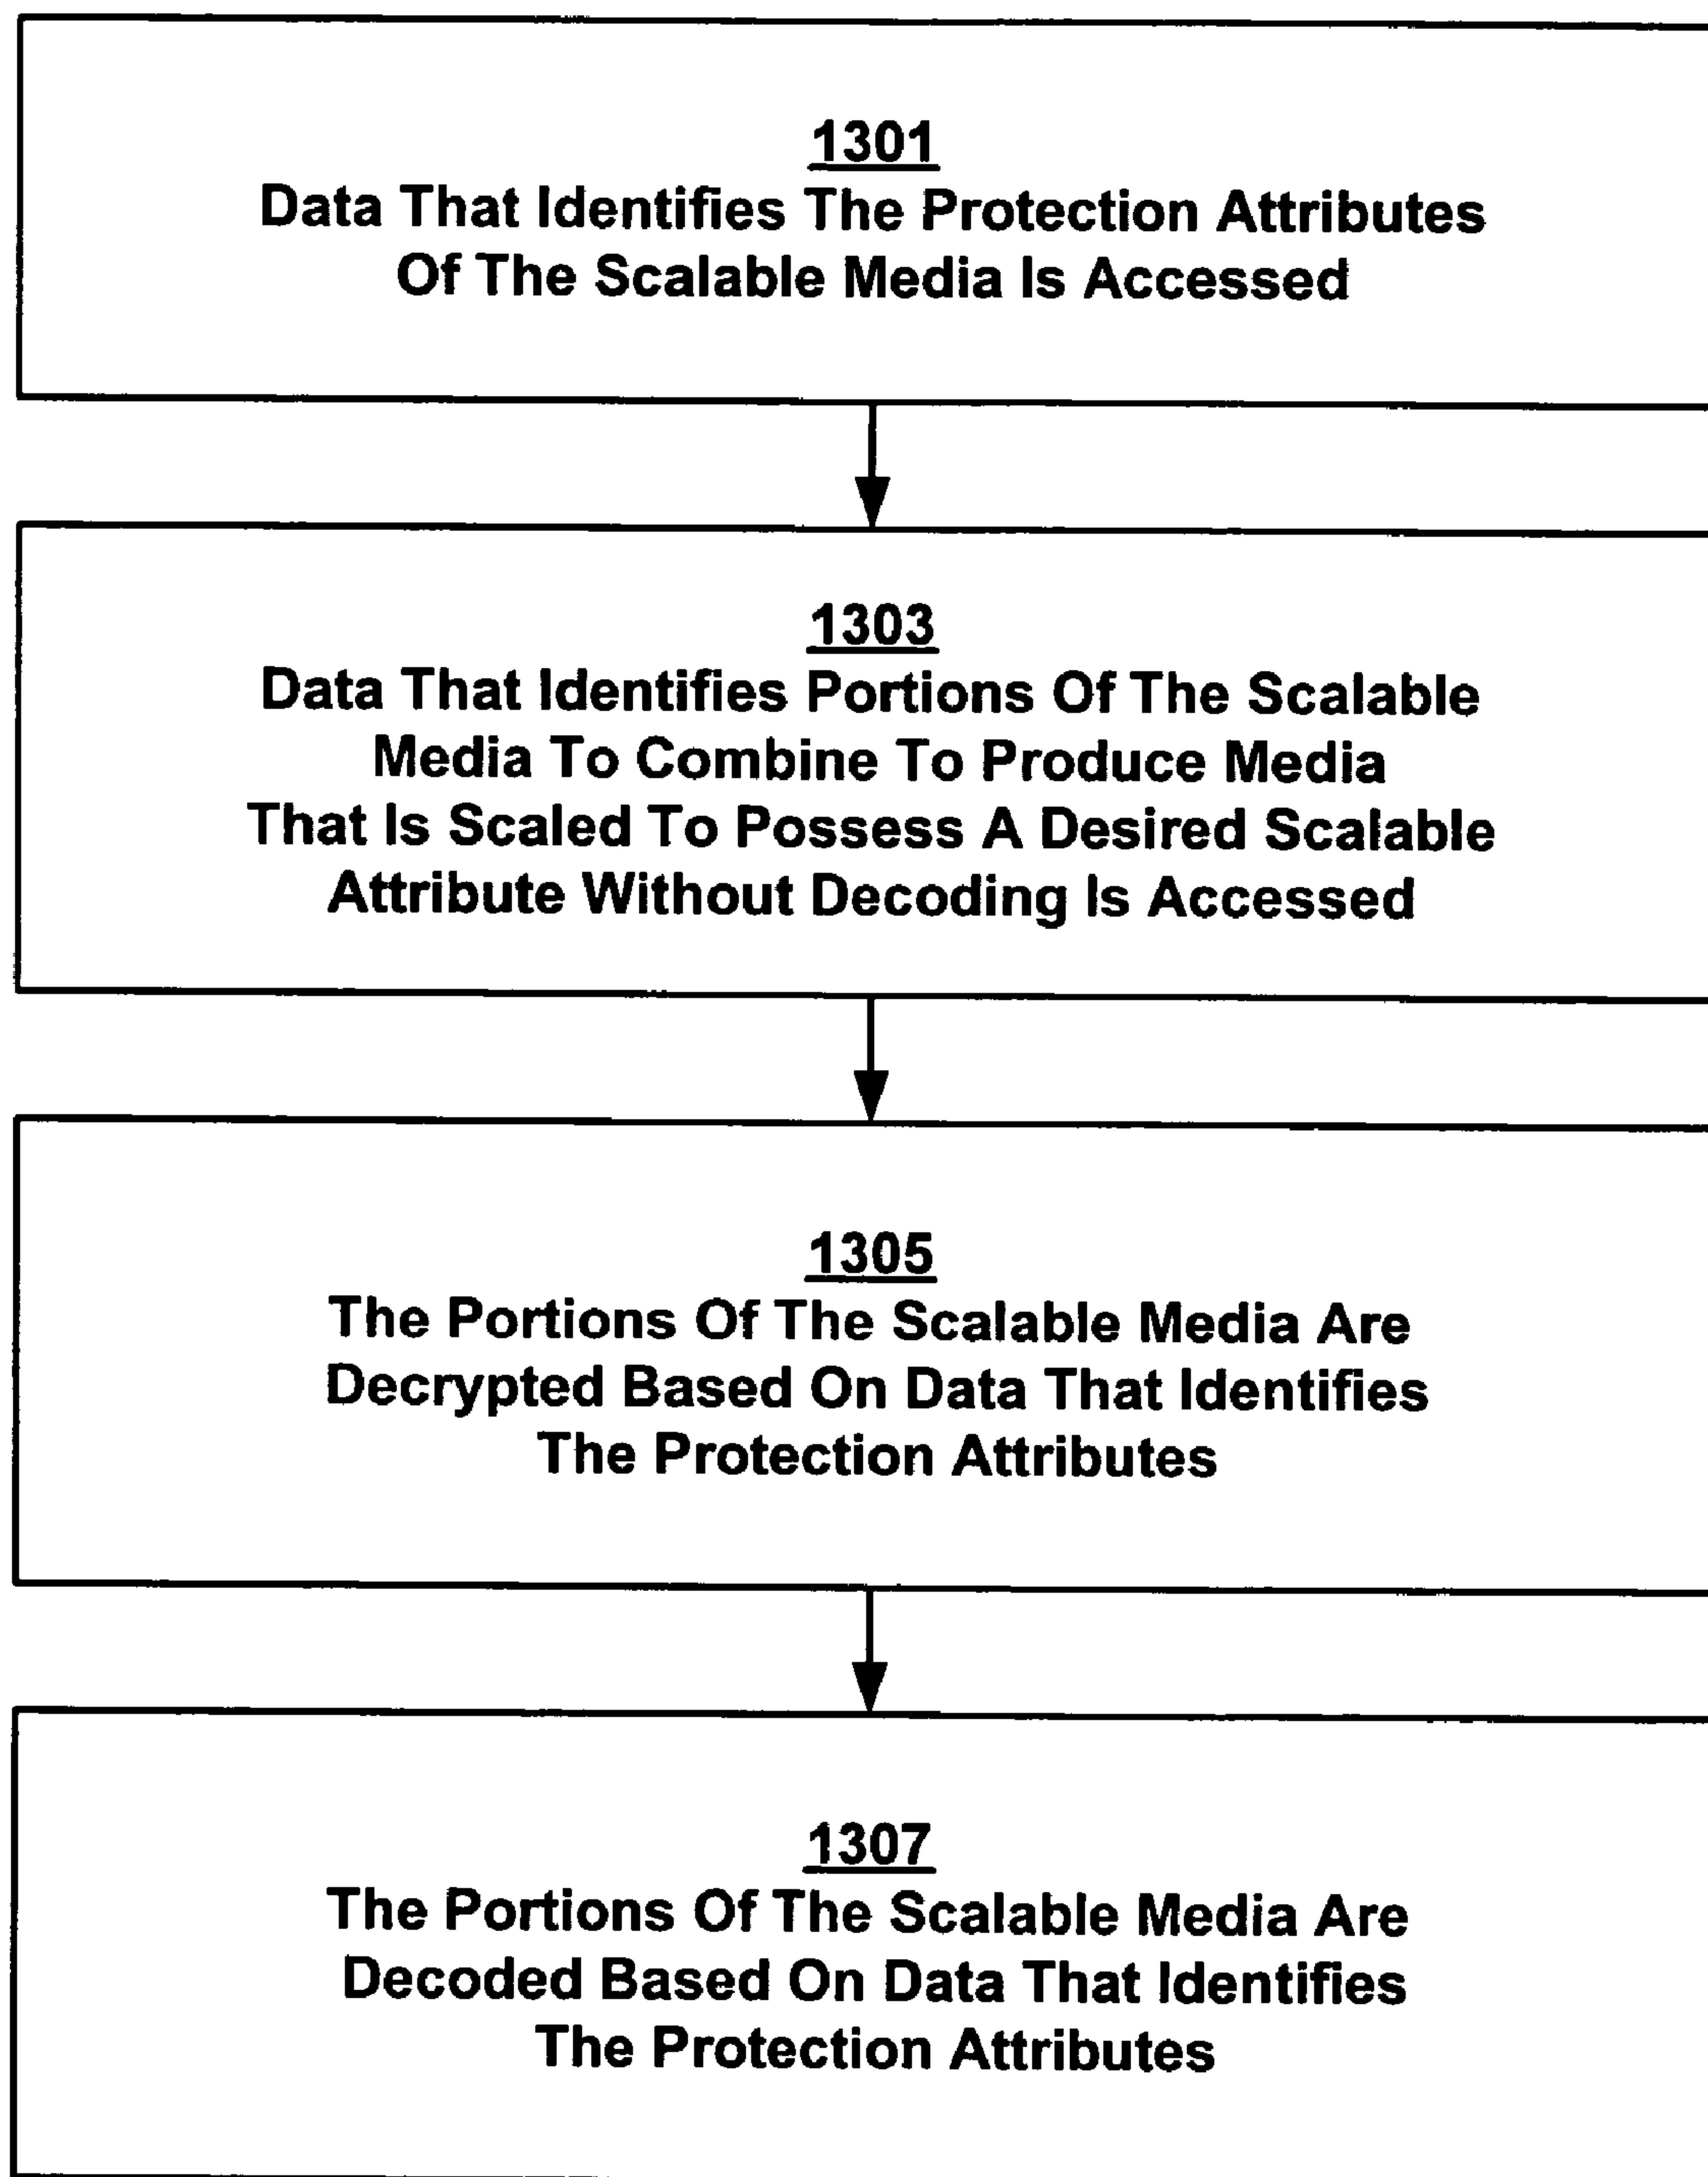 1301
Data That Identifies The Protection Attributes
Of The Scalable Media Is Accessed
1303
Data That Identifies Portions Of The Scalable
Media To Combine To Produce Media
That Is Scaled To Possess A Desired Scalable
Attribute Without Decoding Is Accessed
1305
The Portions Of The Scalable Media Are
Decrypted Based On Data That Identifies
The Protection Attributes
1307
The Portions Of The Scalable Media Are
Decoded Based On Data That Identifies
The Protection Attributes